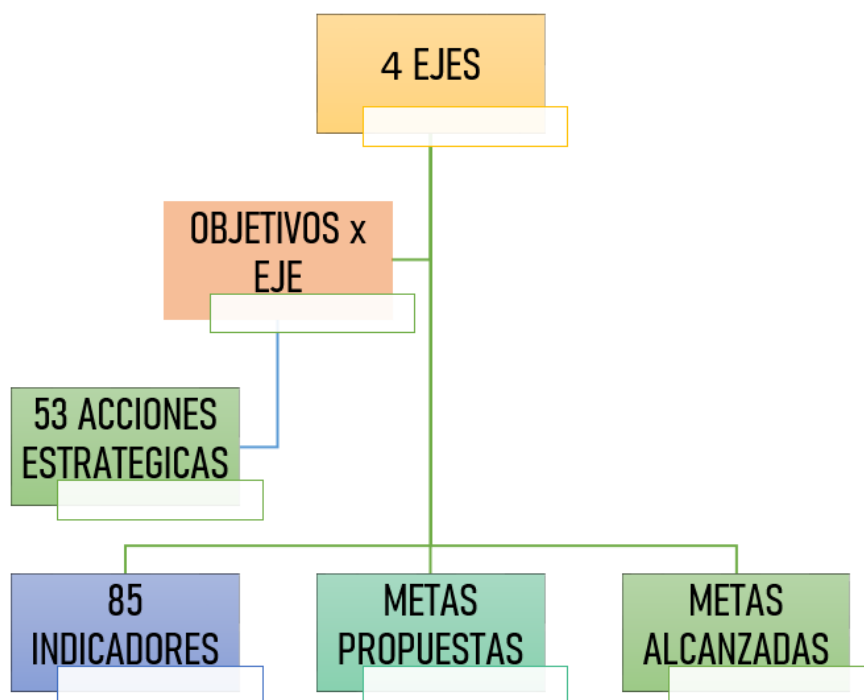 4 EJES
OBJETIVOS x
EJE
53 ACCIONES
ESTRATEGICAS
85
INDICADORES
METAS
PROPUESTAS
METAS
ALCANZADAS